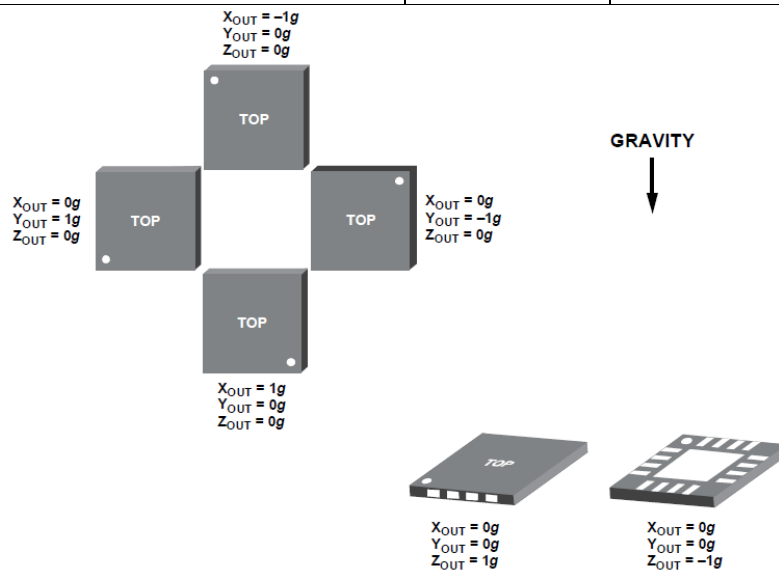 XOUT = –1g
YOUT = 0g
ZOUT = 0g
TOP
GRAVITY
XOUT = 0g
YOUT = 1g
ZOUT = 0g
TOP
TOP
XOUT = 0g
YOUT = –1g
ZOUT = 0g
TOP
XOUT = 1g
YOUT = 0g
ZOUT = 0g
TOP
XOUT = 0g
YOUT = 0g
ZOUT = 1g
XOUT = 0g
YOUT = 0g
ZOUT = –1g